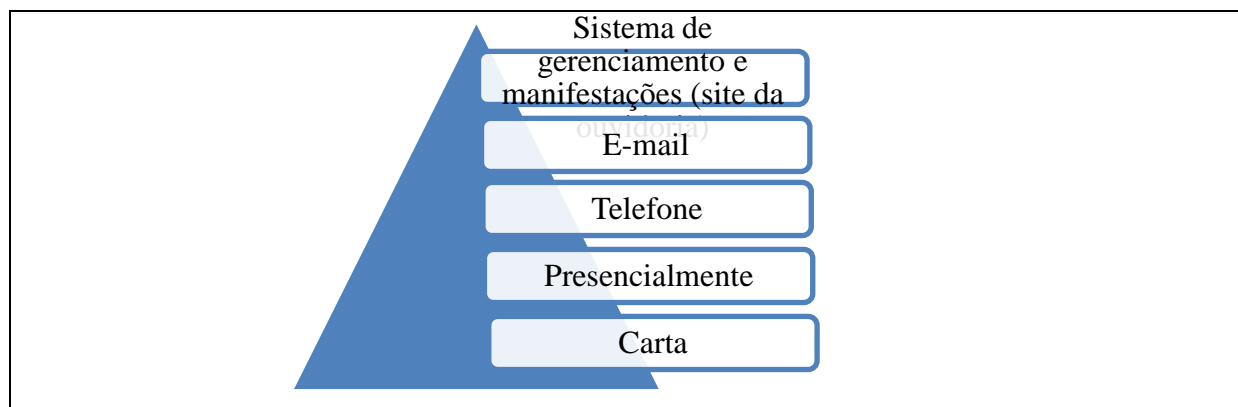 Sistema de
gerenciamento e
manifestações (site da
ouvidoria)
E-mail
Telefone
Presencialmente
Carta